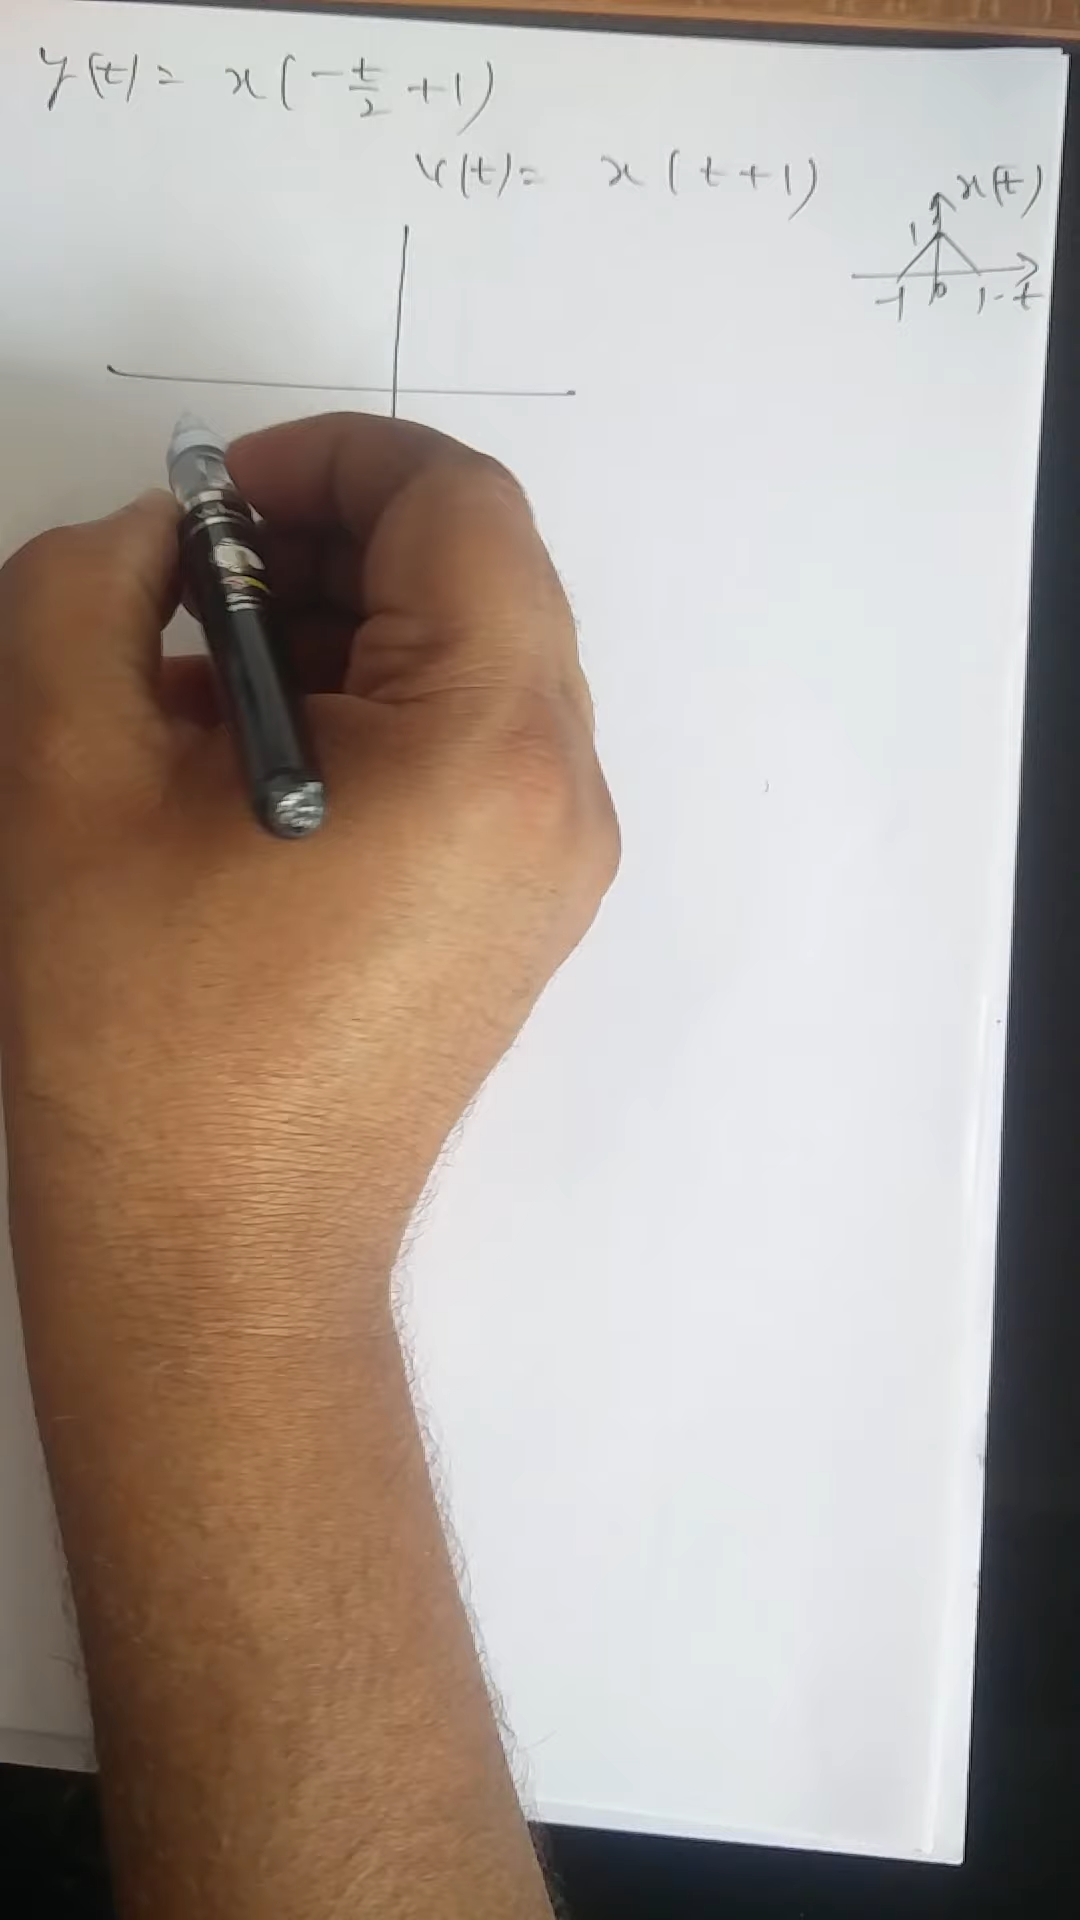 y(t) = x(-t/2 + 1)
v(t) = x(t+1)
x(t)
1
-1 0 1 - t